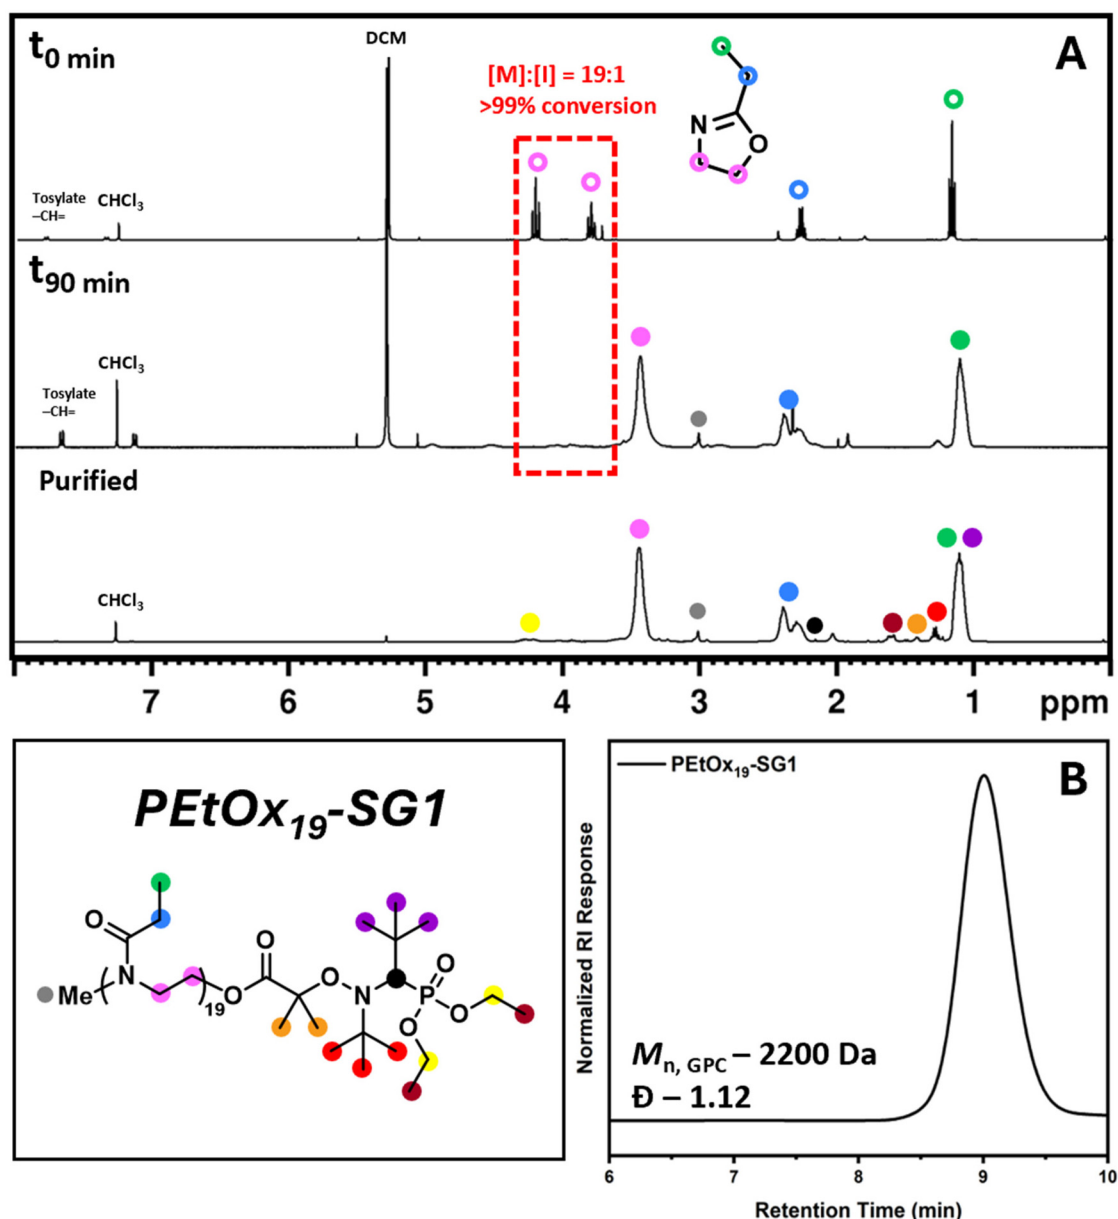 A
t0 min
DCM
[M]:[I] = 19:1
>99% conversion
N
O
Tosylate
–CH=
CHCl3
t90 min
CHCl3
Tosylate
–CH=
Purified
CHCl3
7 6 5 4 3 2 1 ppm
PEtOx19-SG1
O
N
Me
(
)19
O
O
O
N
P
O
O
O
B
PEtOx19-SG1
Normalized RI Response
Mn, GPC – 2200 Da
Đ – 1.12
6 7 8 9 10
Retention Time (min)